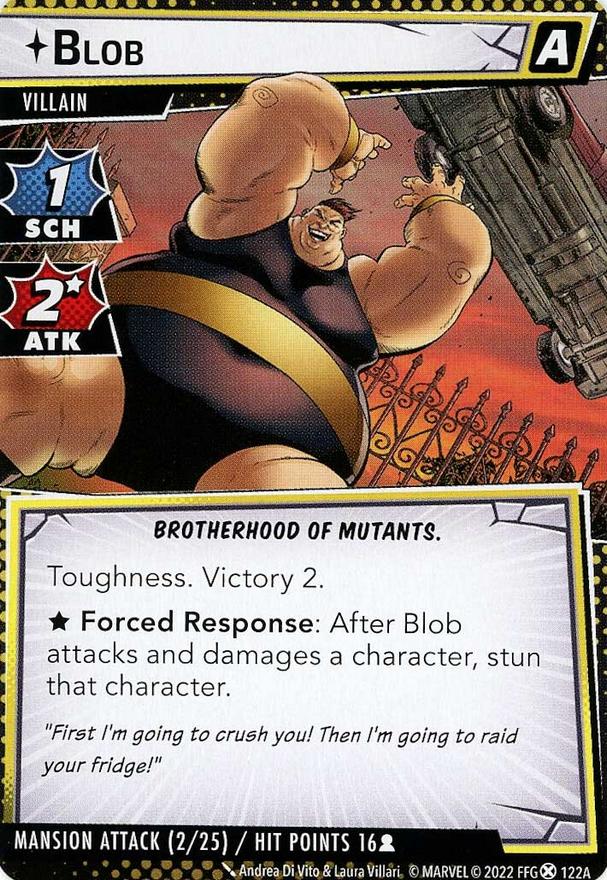 BLOB
A
VILLAIN
1
SCH
2
ATK
BROTHERHOOD OF MUTANTS.
Toughness. Victory 2.
★ Forced Response: After Blob
attacks and damages a character, stun
that character.
"First I'm going to crush you! Then I'm going to raid
your fridge!"
MANSION ATTACK (2/25) / HIT POINTS 16
Andrea Di Vito & Laura Villari © MARVEL © 2022 FFG 122A